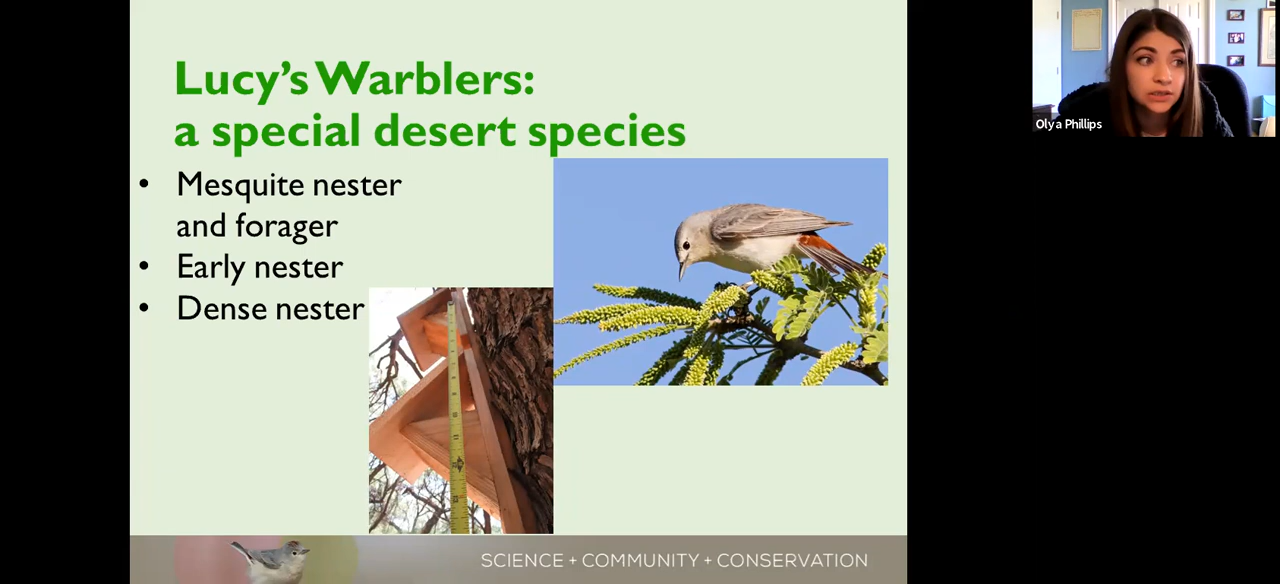 Lucy's Warblers:
a special desert species
• Mesquite nester
and forager
• Early nester
• Dense nester
SCIENCE + COMMUNITY + CONSERVATION
Olya Phillips